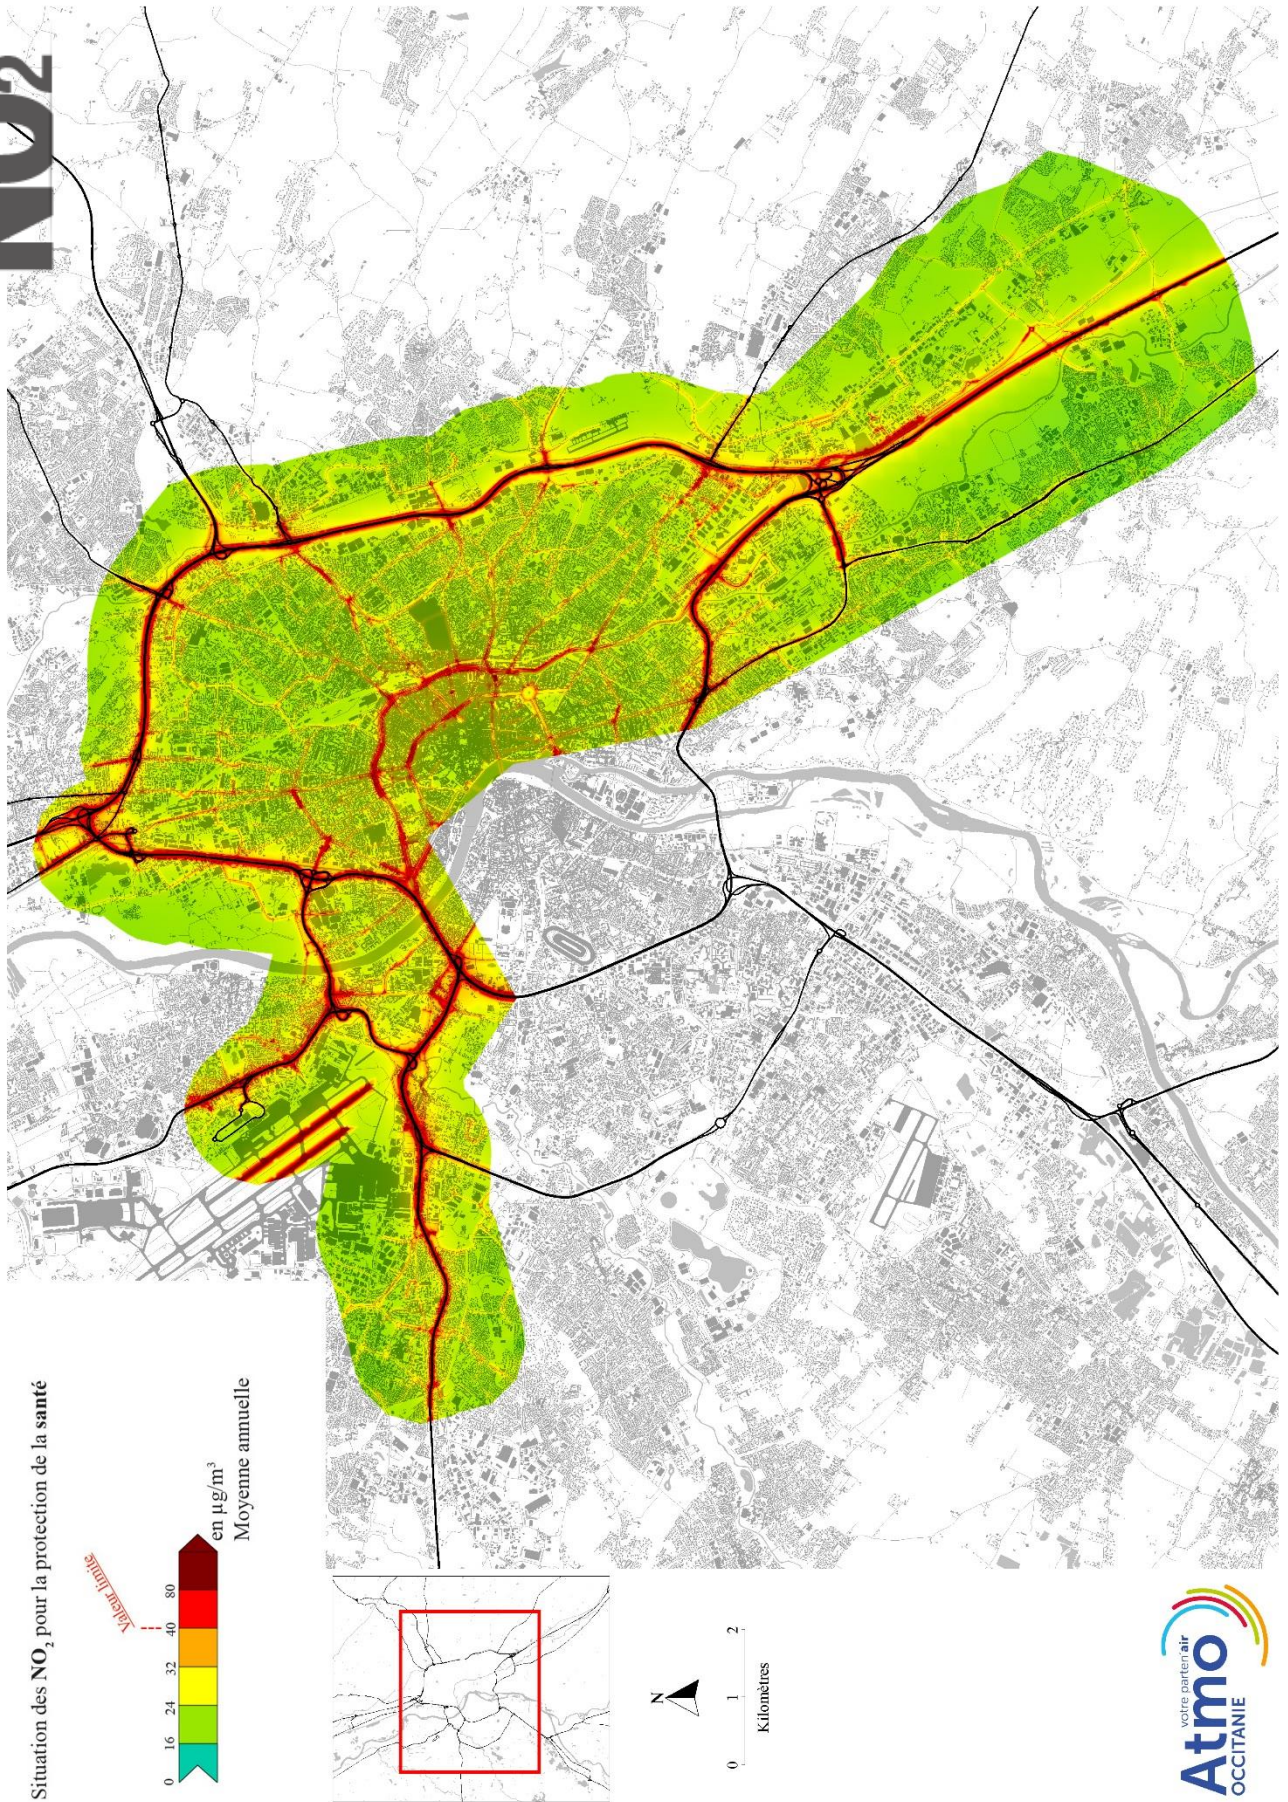 NO2
Situation des NO2 pour la protection de la santé
Valeur limite
0 16 24 32 40 80
en µg/m³
Moyenne annuelle
N
0 1 2
Kilomètres
votre parten'air
Atmo
OCCITANIE